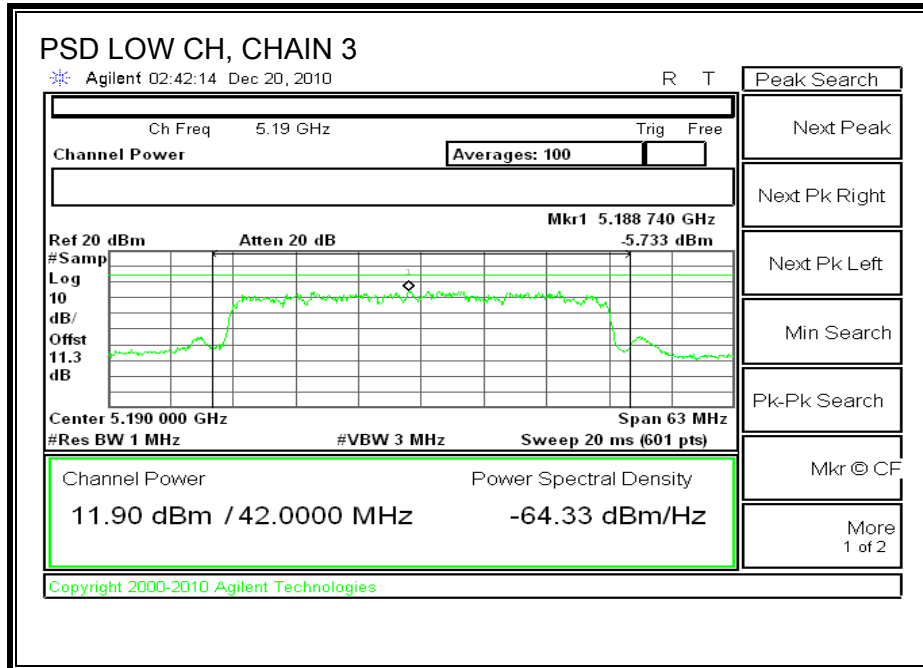 PSD LOW CH, CHAIN 3
Agilent 02:42:14 Dec 20, 2010 R T
Peak Search
Ch Freq 5.19 GHz Trig Free
Channel Power Averages: 100
Mkr1 5.188 740 GHz
Ref 20 dBm Atten 20 dB -5.733 dBm
#Samp
Log
10
dB/
Offst
11.3
dB
1
Center 5.190 000 GHz Span 63 MHz
#Res BW 1 MHz #VBW 3 MHz Sweep 20 ms (601 pts)
Channel Power Power Spectral Density
11.90 dBm / 42.0000 MHz -64.33 dBm/Hz
Next Peak
Next Pk Right
Next Pk Left
Min Search
Pk-Pk Search
Mkr © CF
More
1 of 2
Copyright 2000-2010 Agilent Technologies